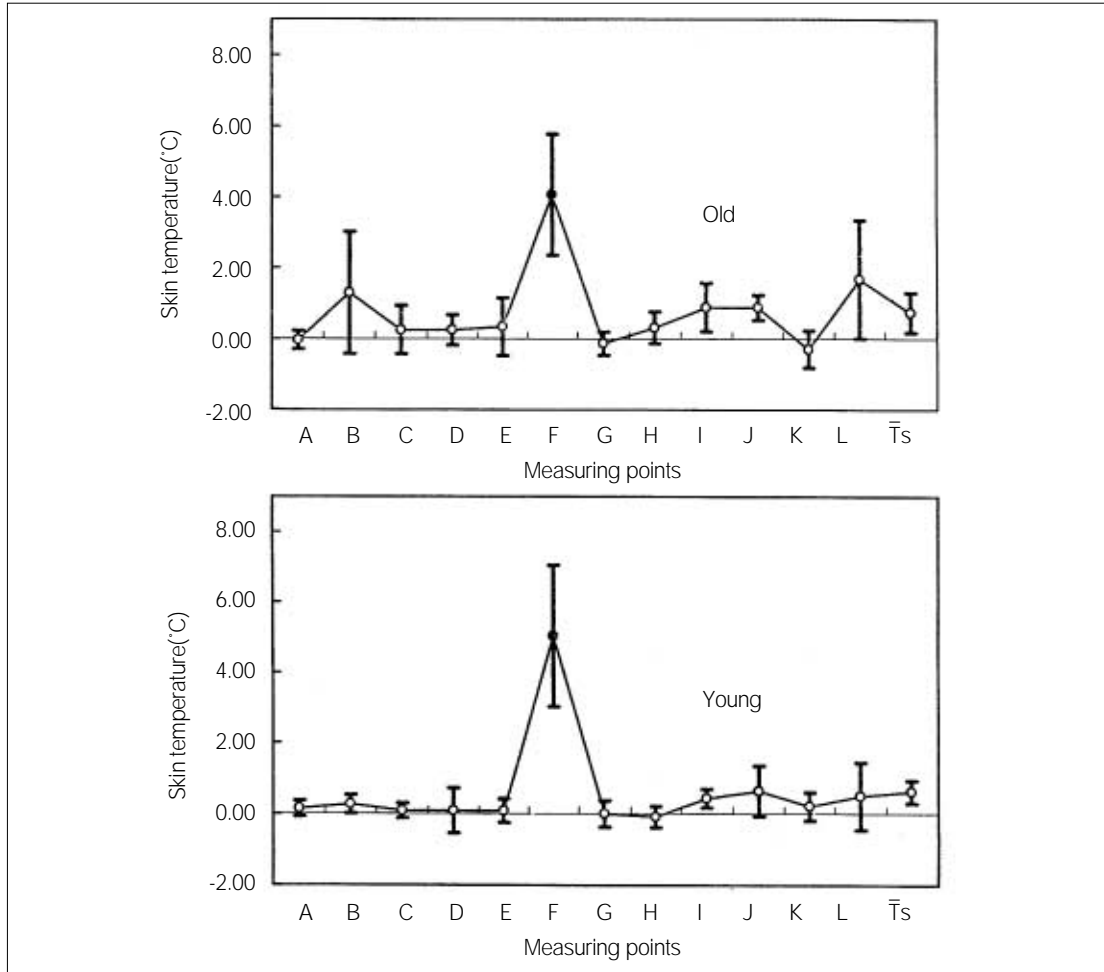 8.00
6.00
4.00
2.00
0.00
-2.00
Skin temperature(˚C)
Old
A B C D E F G H I J K L T̅s
Measuring points
8.00
6.00
4.00
2.00
0.00
-2.00
Skin temperature(˚C)
Young
A B C D E F G H I J K L T̅s
Measuring points